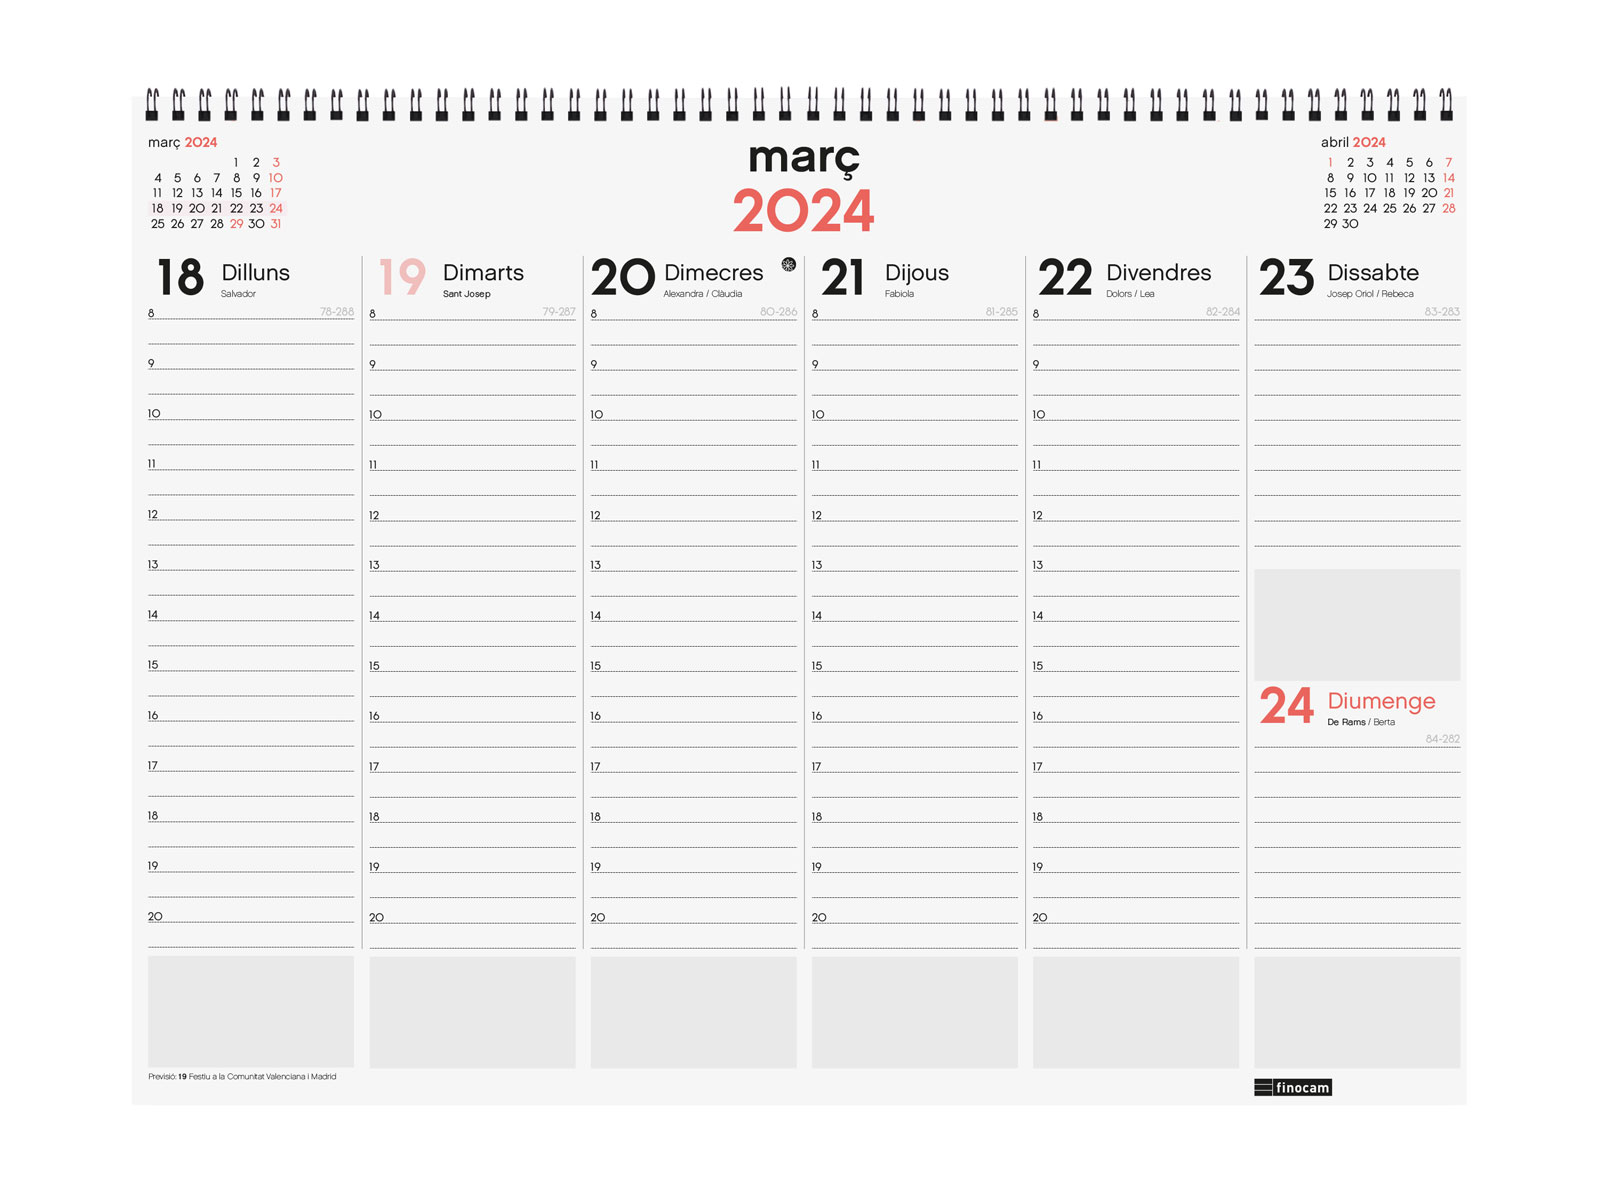 març 2024
1 2 3
4 5 6 7 8 9 10
11 12 13 14 15 16 17
18 19 20 21 22 23 24
25 26 27 28 29 30 31
març
2024
abril 2024
1 2 3 4 5 6 7
8 9 10 11 12 13 14
15 16 17 18 19 20 21
22 23 24 25 26 27 28
29 30
18 Dilluns
Salvador
78-288
8
9
10
11
12
13
14
15
16
17
18
19
20
19 Dimarts
Sant Josep
79-287
8
9
10
11
12
13
14
15
16
17
18
19
20
20 Dimecres
Alexandra / Clàudia
80-286
8
9
10
11
12
13
14
15
16
17
18
19
20
21 Dijous
Fabiola
81-285
8
9
10
11
12
13
14
15
16
17
18
19
20
22 Divendres
Dolors / Lea
82-284
8
9
10
11
12
13
14
15
16
17
18
19
20
23 Dissabte
Josep Oriol / Rebeca
83-283
24 Diumenge
De Rams / Berta
84-282
Previsió: 19 Festiu a la Comunitat Valenciana i Madrid
finocam